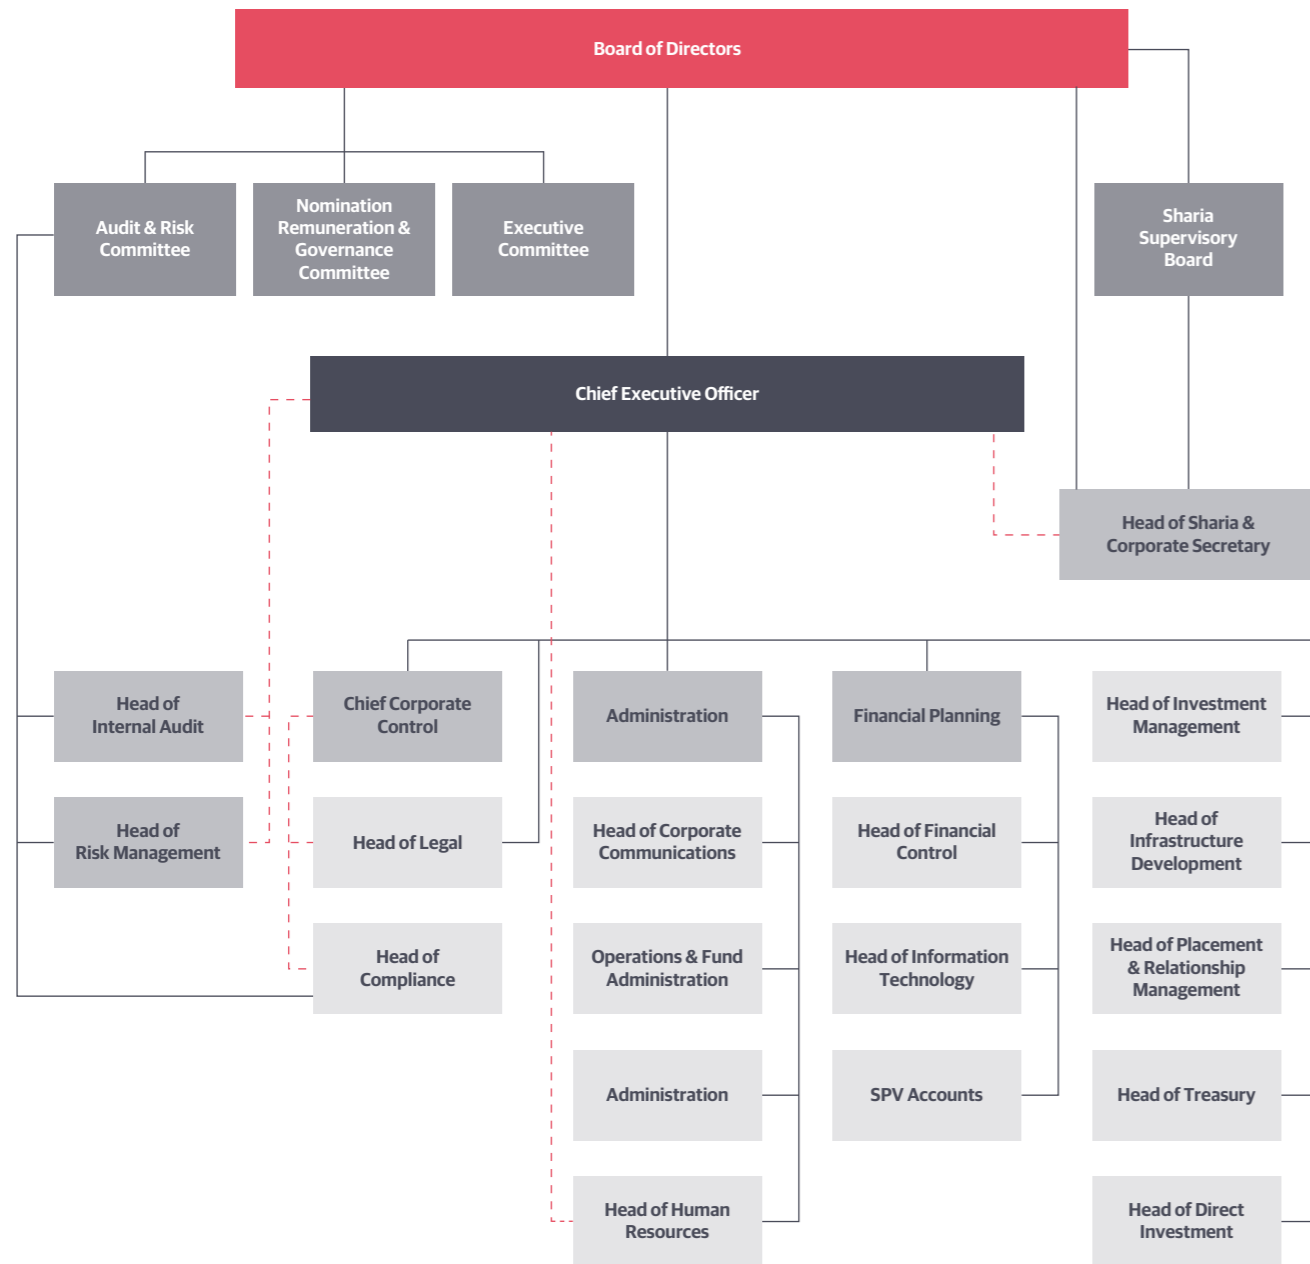 Board of Directors
Audit & Risk
Committee
Nomination
Remuneration &
Governance
Committee
Executive
Committee
Sharia
Supervisory
Board
Chief Executive Officer
Head of Sharia &
Corporate Secretary
Head of
Internal Audit
Chief Corporate
Control
Administration
Financial Planning
Head of Investment
Management
Head of
Risk Management
Head of Legal
Head of Corporate
Communications
Head of Financial
Control
Head of
Infrastructure
Development
Head of
Compliance
Operations & Fund
Administration
Head of Information
Technology
Head of Placement
& Relationship
Management
Administration
SPV Accounts
Head of Treasury
Head of Human
Resources
Head of Direct
Investment